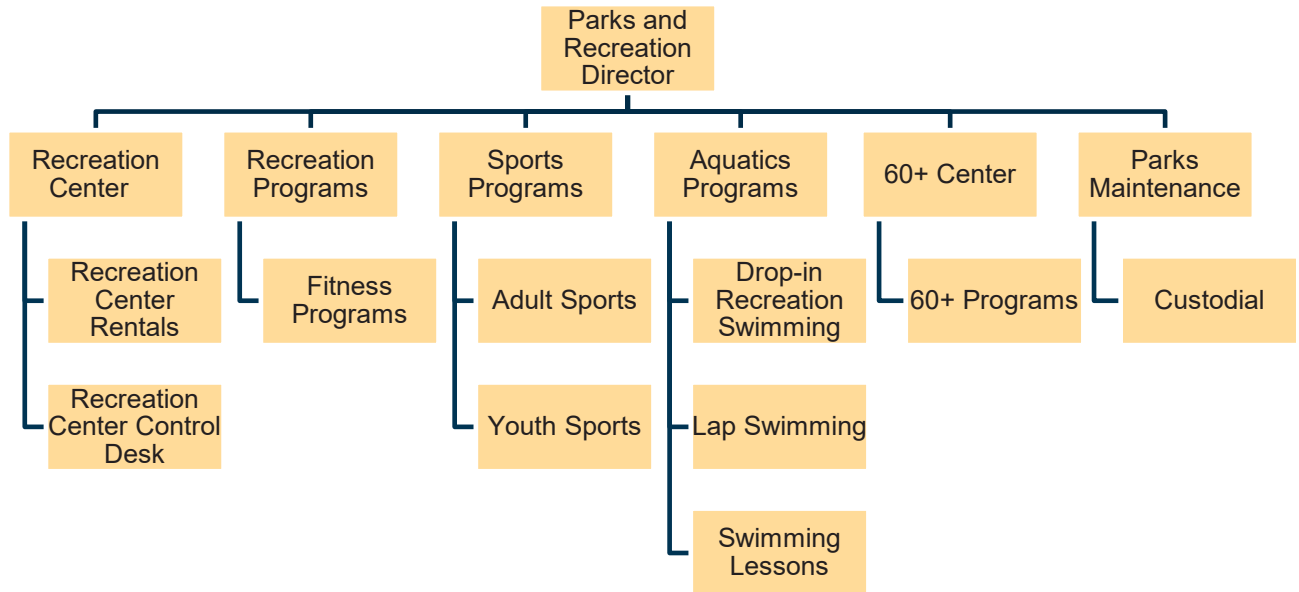 Parks and
Recreation
Director
Recreation
Center
Recreation
Programs
Sports
Programs
Aquatics
Programs
60+ Center
Parks
Maintenance
Recreation
Center
Rentals
Fitness
Programs
Adult Sports
Drop-in
Recreation
Swimming
60+ Programs
Custodial
Recreation
Center Control
Desk
Youth Sports
Lap Swimming
Swimming
Lessons